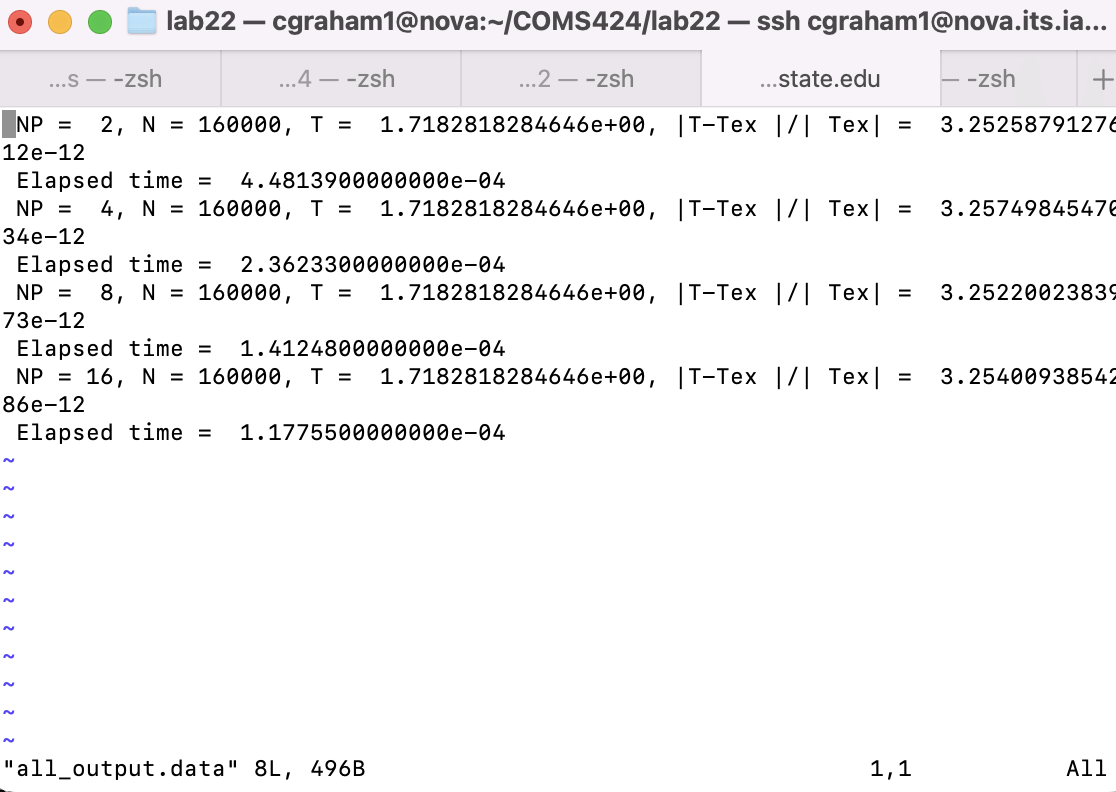 lab22 — cgraham1@nova:~/COMS424/lab22 — ssh cgraham1@nova.its.ia...
...s — -zsh
...4 — -zsh
...2 — -zsh
...state.edu
— -zsh
+
NP =  2, N = 160000, T =  1.7182818284646e+00, |T-Tex |/| Tex| =  3.25258791276
12e-12
Elapsed time =  4.4813900000000e-04
NP =  4, N = 160000, T =  1.7182818284646e+00, |T-Tex |/| Tex| =  3.25749845470
34e-12
Elapsed time =  2.3623300000000e-04
NP =  8, N = 160000, T =  1.7182818284646e+00, |T-Tex |/| Tex| =  3.25220023839
73e-12
Elapsed time =  1.4124800000000e-04
NP = 16, N = 160000, T =  1.7182818284646e+00, |T-Tex |/| Tex| =  3.25400938542
86e-12
Elapsed time =  1.1775500000000e-04
~
~
~
~
~
~
~
~
~
~
~
"all_output.data" 8L, 496B 1,1 All